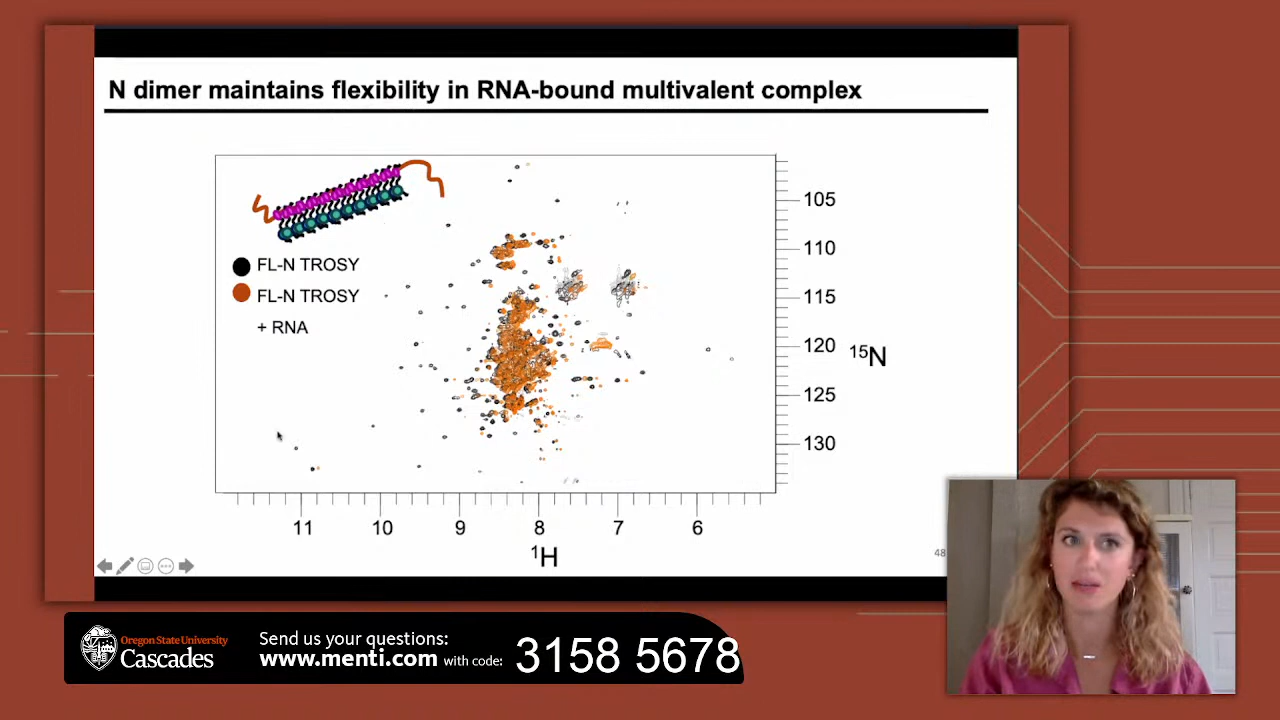 N dimer maintains flexibility in RNA-bound multivalent complex
FL-N TROSY
FL-N TROSY
+ RNA
105
110
115
120
125
130
15N
11 10 9 8 7 6
1H
48
Oregon State University
Cascades
Send us your questions:
www.menti.com with code:
3158 5678